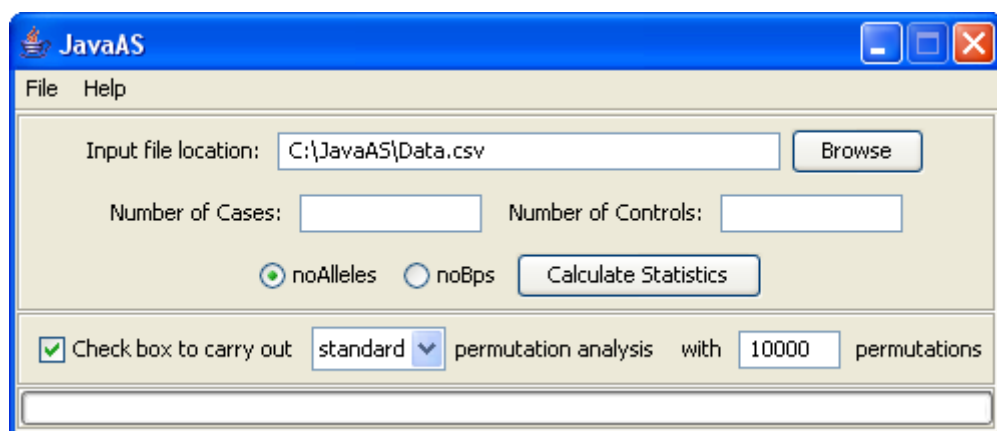 JavaAS
File Help
Input file location: C:\JavaAS\Data.csv Browse
Number of Cases: Number of Controls:
noAlleles noBps Calculate Statistics
Check box to carry out standard permutation analysis with 10000 permutations